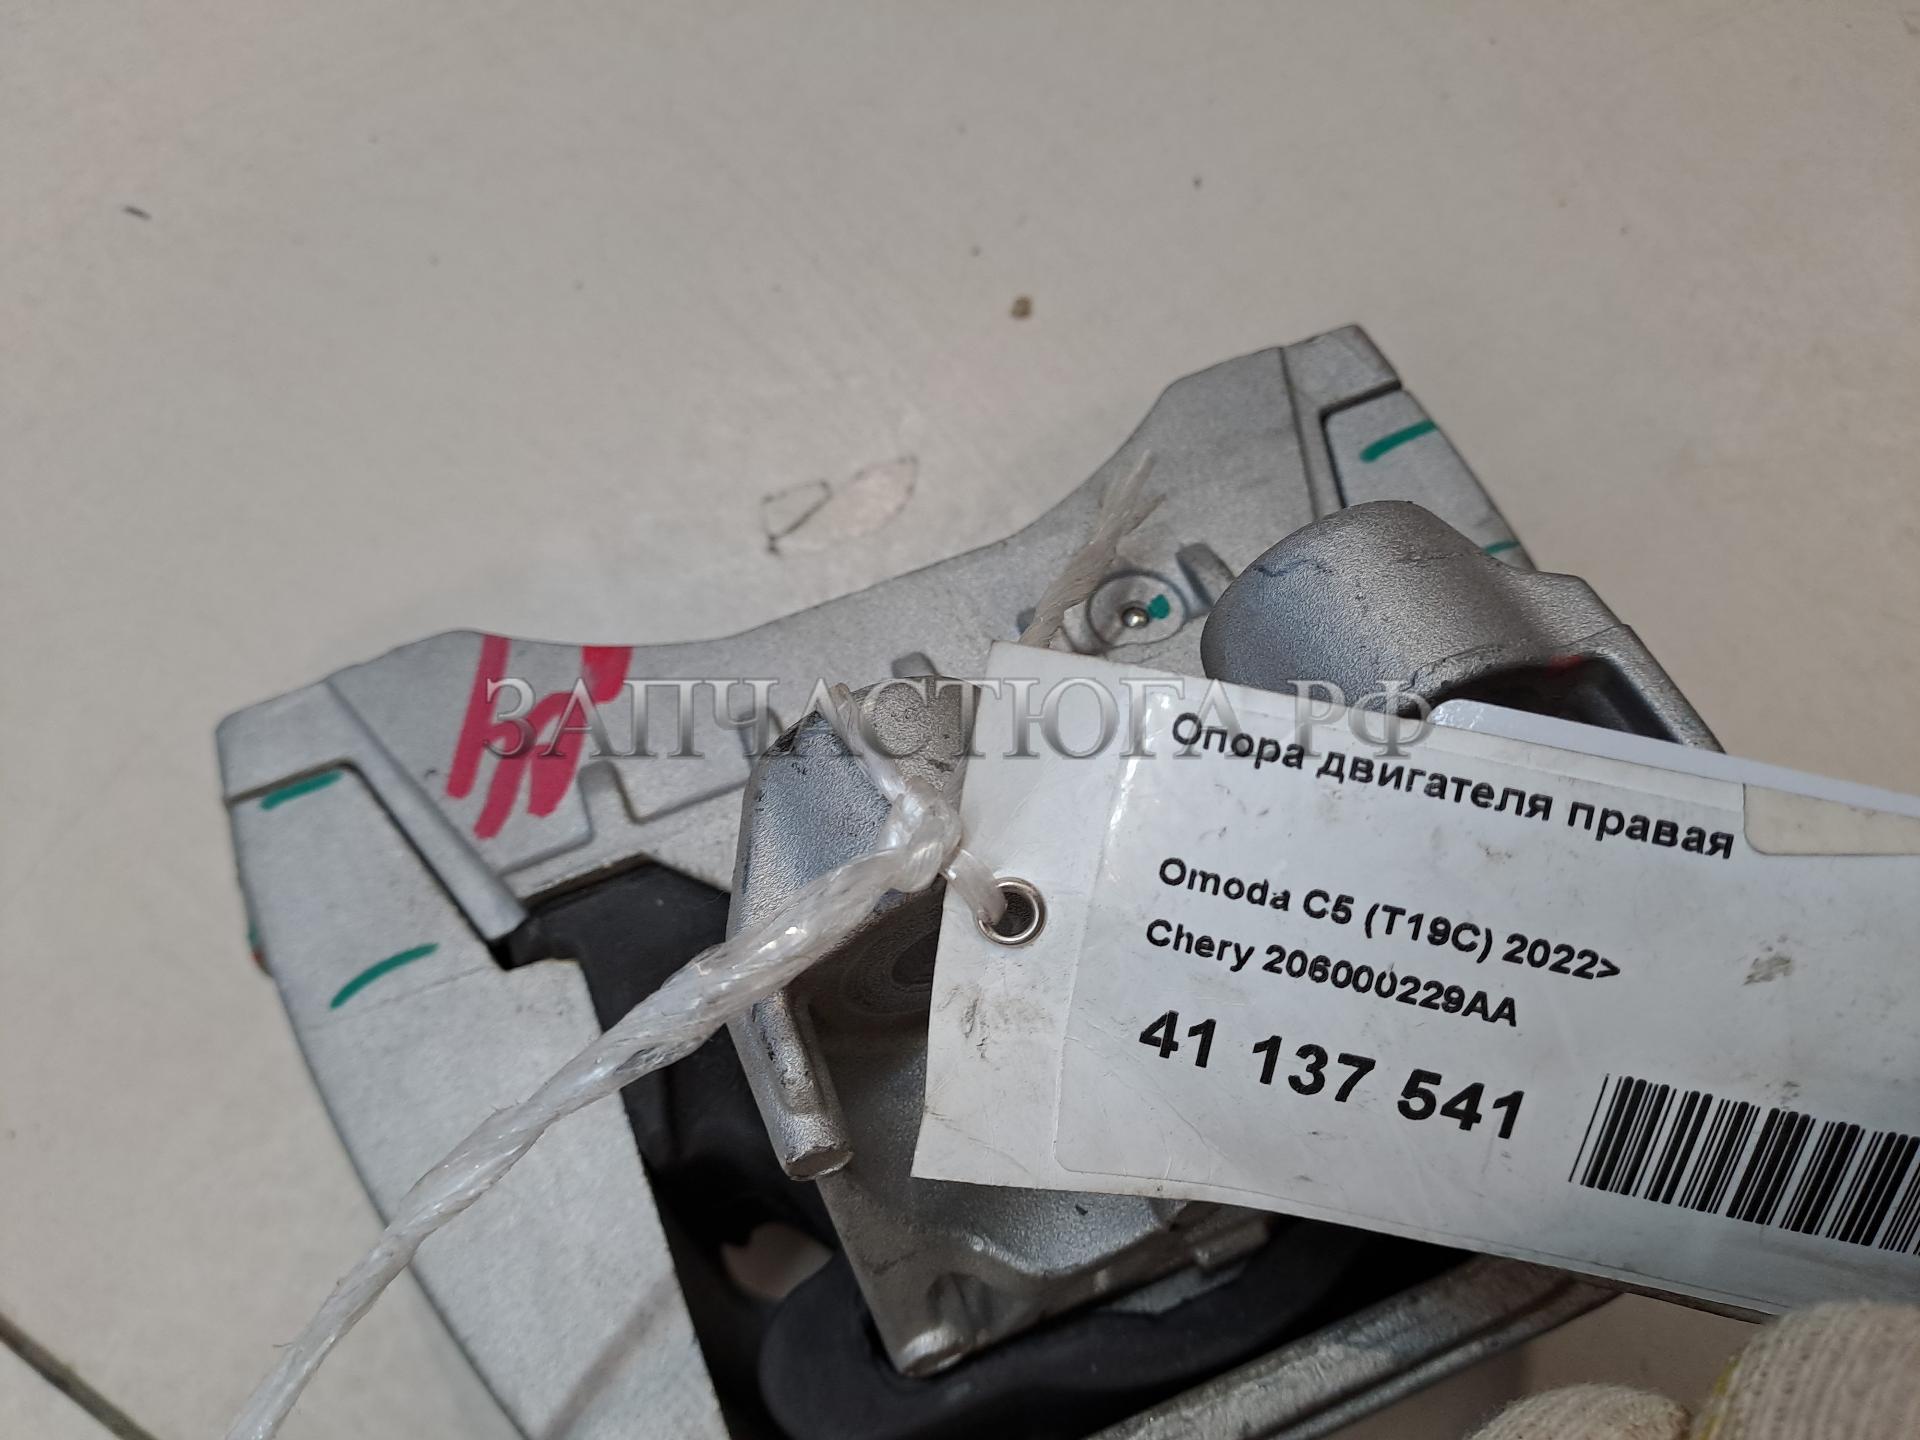 ЗАПЧАСТЮГА.РФ
Опора двигателя правая
Omoda C5 (T19C) 2022>
Chery 206000229AA
41 137 541